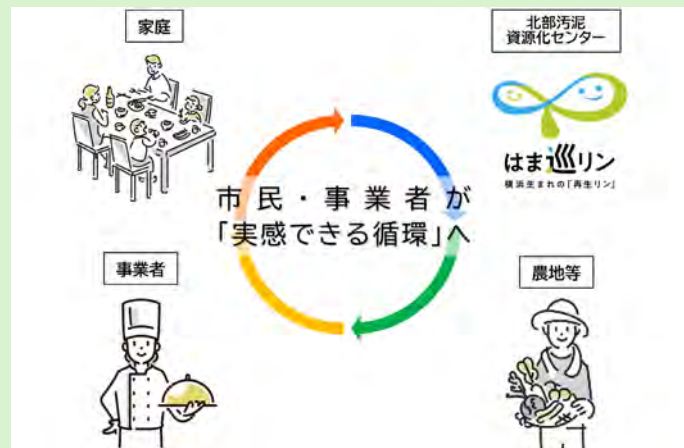 家庭
北部汚泥
資源化センター
はま巡リン
横浜生まれの「再生リン」
市民・事業者が
「実感できる循環」へ
事業者
農地等